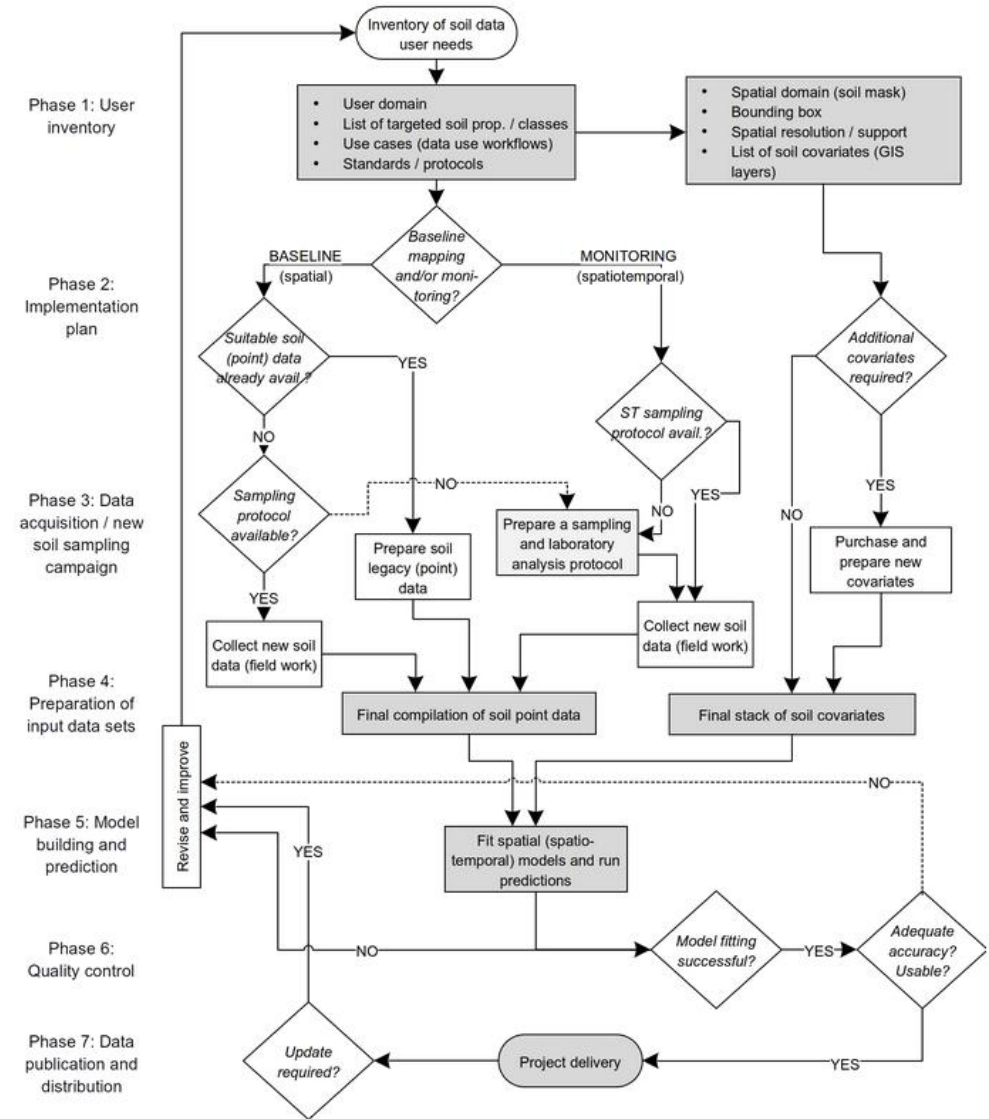 Inventory of soil data
user needs
Phase 1: User
inventory
• User domain
• List of targeted soil prop. / classes
• Use cases (data use workflows)
• Standards / protocols
• Spatial domain (soil mask)
• Bounding box
• Spatial resolution / support
• List of soil covariates (GIS
layers)
Baseline
mapping
and/or moni-
toring?
BASELINE
(spatial)
MONITORING
(spatiotemporal)
Phase 2:
Implementation
plan
Suitable soil
(point) data
already avail.?
YES
NO
Additional
covariates
required?
ST sampling
protocol avail.?
YES
NO
YES
NO
Phase 3: Data
acquisition / new
soil sampling
campaign
Sampling
protocol
available?
NO
YES
Prepare soil
legacy (point)
data
Prepare a sampling
and laboratory
analysis protocol
Purchase and
prepare new
covariates
Collect new soil
data (field work)
Collect new soil
data (field work)
Phase 4:
Preparation of
input data sets
Final compilation of soil point data
Final stack of soil covariates
Revise and improve
NO
Phase 5: Model
building and
prediction
YES
Fit spatial (spatio-
temporal) models and run
predictions
Phase 6:
Quality control
NO
Model fitting
successful?
YES
Adequate
accuracy?
Usable?
Phase 7: Data
publication and
distribution
Update
required?
Project delivery
YES